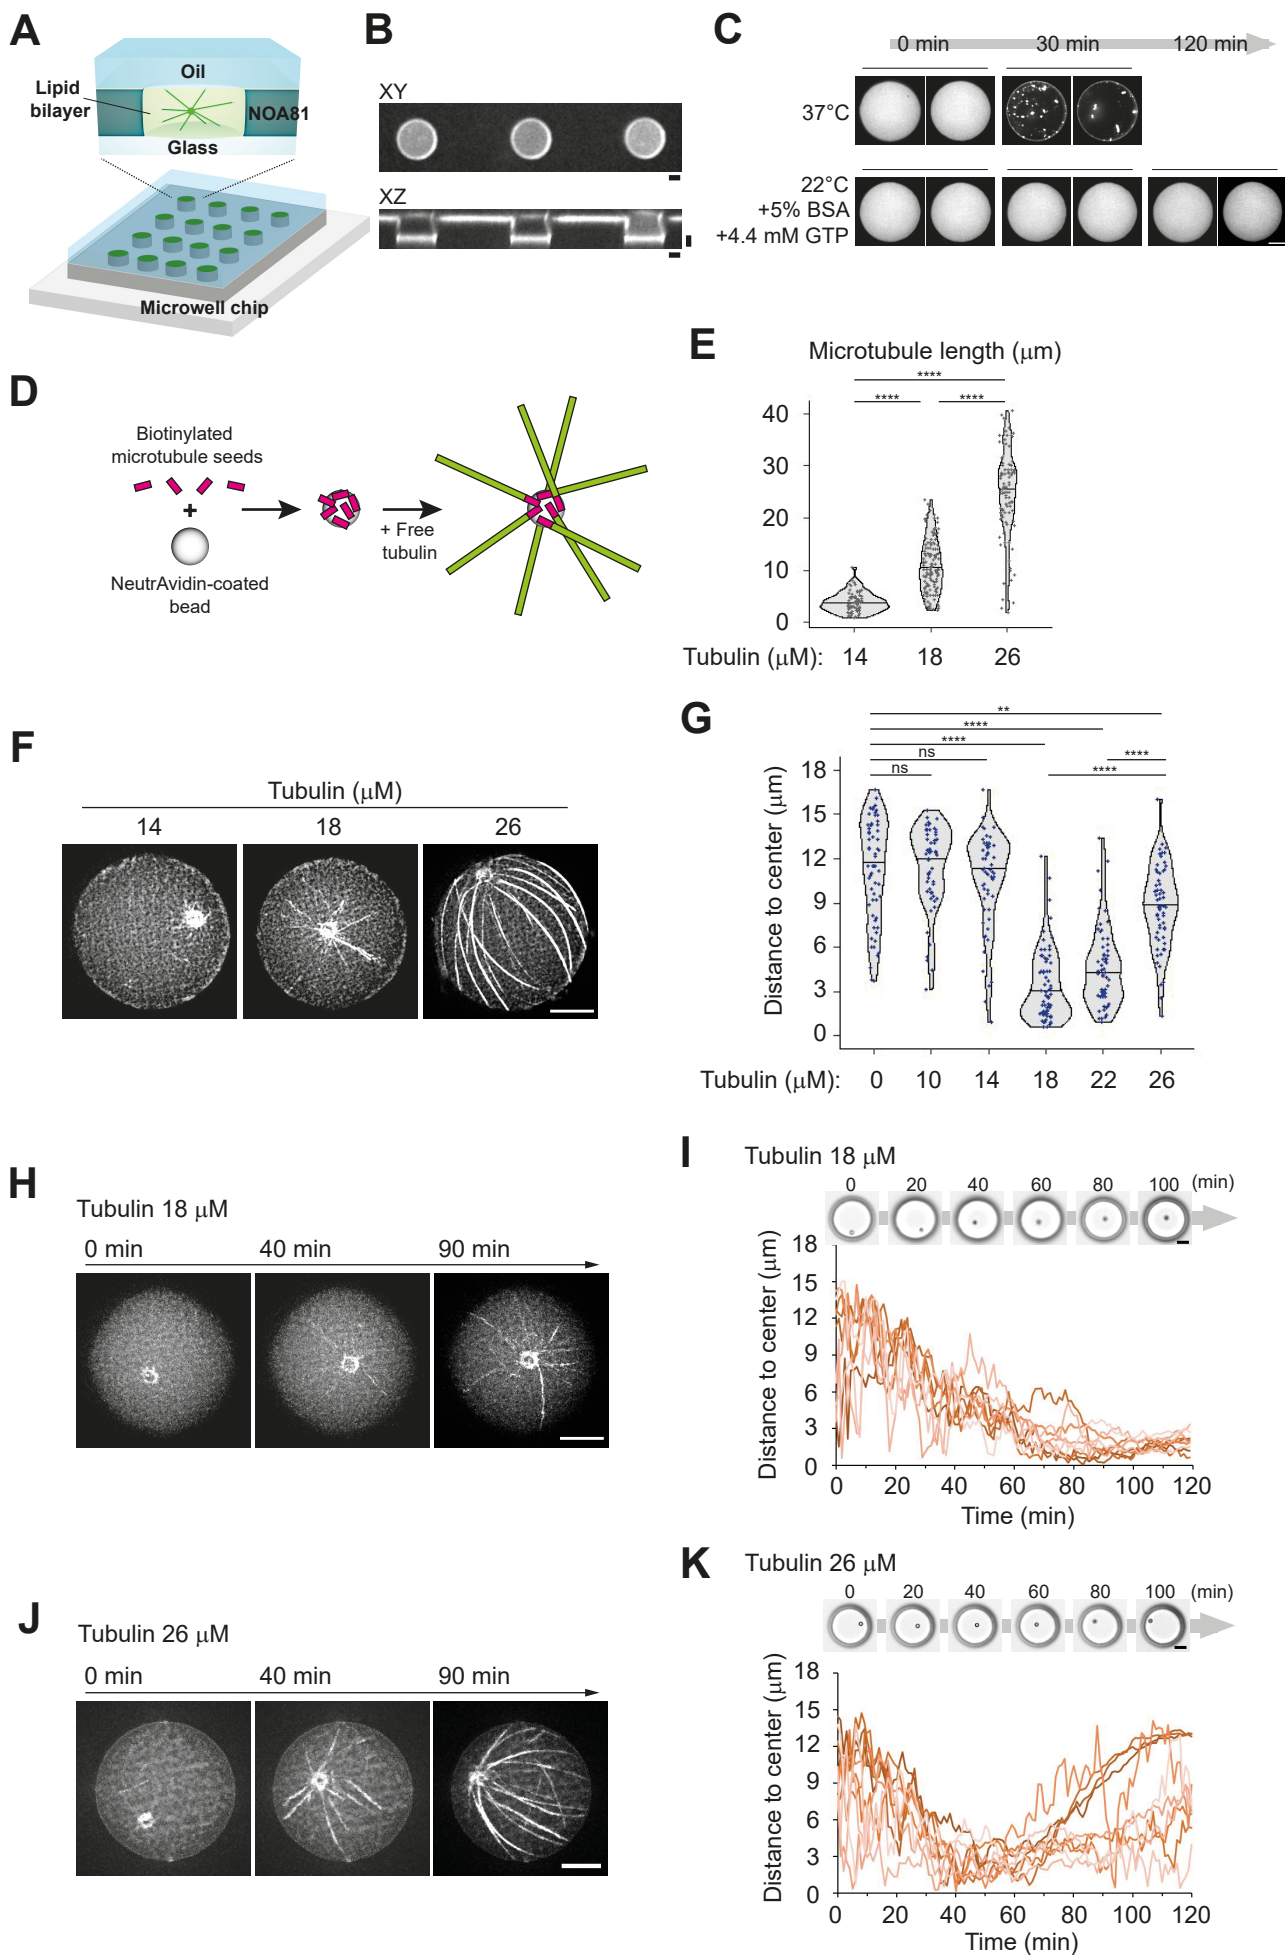 A
Oil
Lipid
bilayer
NOA81
Glass
Microwell chip
B
XY
XZ
C
0 min 30 min 120 min
37°C
22°C
+5% BSA
+4.4 mM GTP
D
Biotinylated
microtubule seeds
+
NeutrAvidin-coated
bead
+ Free
tubulin
E
Microtubule length (μm)
****
**** ****
40
30
20
10
0
Tubulin (μM): 14 18 26
F
Tubulin (μM)
14 18 26
G
**
****
****
ns
****
ns
****
Distance to center (μm)
18
15
12
9
6
3
0
Tubulin (μM): 0 10 14 18 22 26
H
Tubulin 18 μM
0 min 40 min 90 min
I
Tubulin 18 μM
0 20 40 60 80 100 (min)
Distance to center (μm)
18
15
12
9
6
3
0
0 20 40 60 80 100 120
Time (min)
J
Tubulin 26 μM
0 min 40 min 90 min
K
Tubulin 26 μM
0 20 40 60 80 100 (min)
Distance to center (μm)
18
15
12
9
6
3
0
0 20 40 60 80 100 120
Time (min)